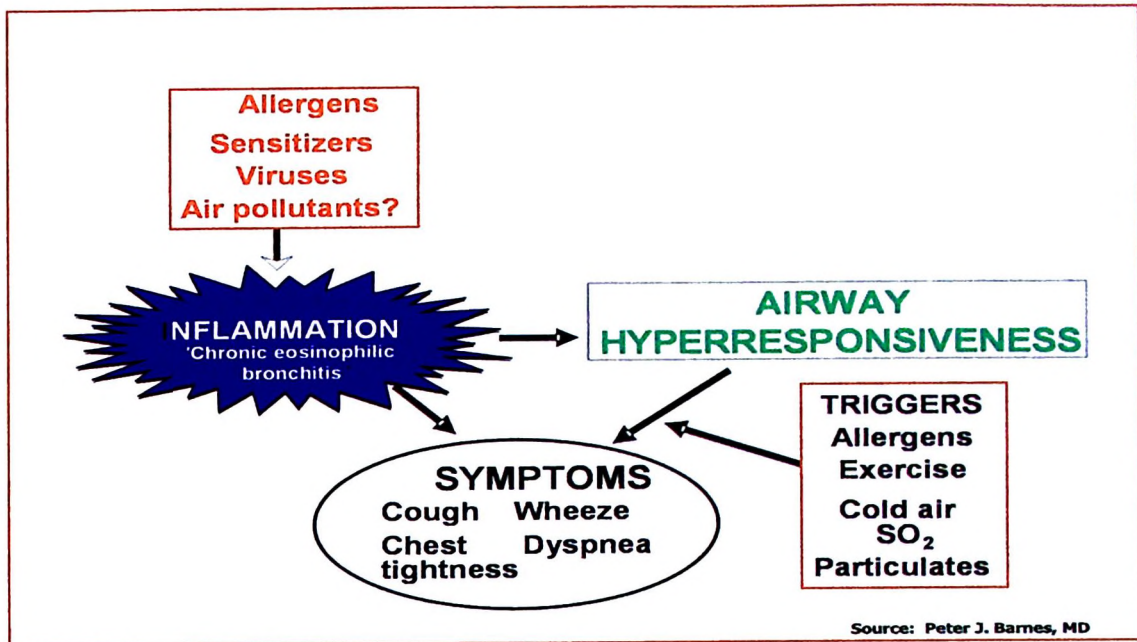 Allergens
Sensitizers
Viruses
Air pollutants?
INFLAMMATION
'Chronic eosinophilic
bronchitis
AIRWAY
HYPERRESPONSIVENESS
SYMPTOMS
Cough Wheeze
Chest Dyspnea
tightness
TRIGGERS
Allergens
Exercise
Cold air
SO₂
Particulates
Source: Peter J. Barnes, MD